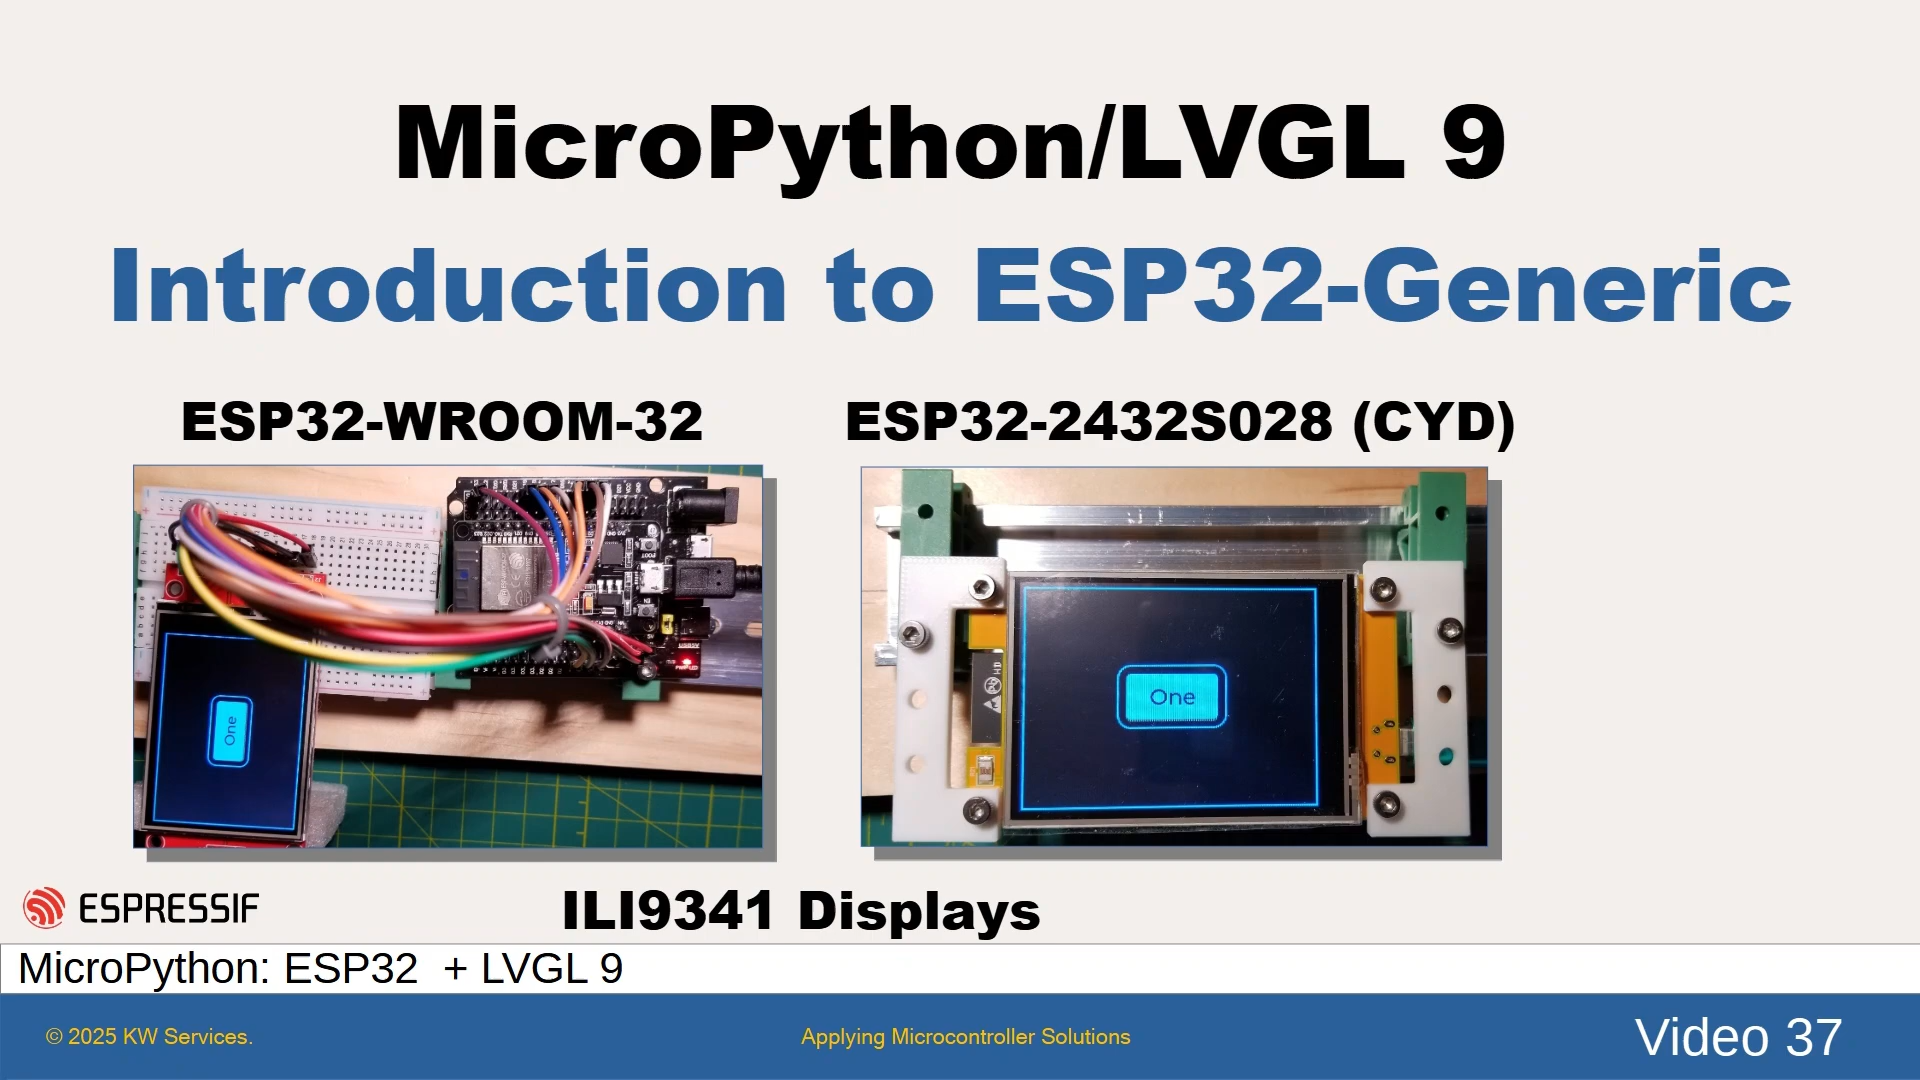 MicroPython/LVGL 9
Introduction to ESP32-Generic
ESP32-WROOM-32
ESP32-2432S028 (CYD)
One
One
ESPRESSIF
ILI9341 Displays
MicroPython: ESP32 + LVGL 9
© 2025 KW Services.
Applying Microcontroller Solutions
Video 37